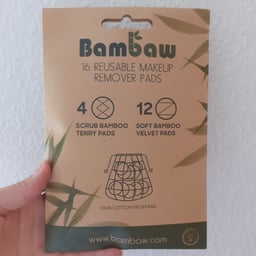 Bambaw
16 REUSABLE MAKEUP
REMOVER PADS
4
SCRUB BAMBOO
TERRY PADS
12
SOFT BAMBOO
VELVET PADS
100% COTTON MESH BAG
www.bambaw.com